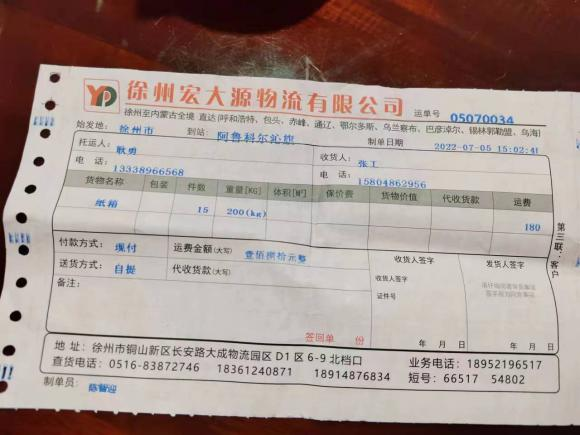 YD 徐州宏大源物流有限公司 运单号 05070034
徐州至内蒙古全境 直达(呼和浩特、包头、赤峰、通辽、鄂尔多斯、乌兰察布、巴彦淖尔、锡林郭勒盟、乌海)
始发地: 徐州市 到站: 阿鲁科尔沁旗 制单日期 2022-07-05 15:02:41
托运人: 耿勇 收货人: 张工
电 话: 13339966568 电 话: 15804862956
货物名称 包装 件数 重量[KG] 体积[M³] 保价费 货物价值 代收货款 运费
纸箱 15 200(kg) 180
付款方式: 现付 运费金额(大写) 壹佰捌拾元整 收货人签字 发货人签字
送货方式: 自提 代收货款(大写) 收货人签字
备注: 证件号
签回单 份 年 月 日 年 月 日
第三联:客户
地 址: 徐州市铜山新区长安路大成物流园区 D1 区 6-9 北档口 业务电话: 18952196517
直货电话: 0516-83872746 18361240871 18914876834 短号: 66517 54802
制单员: